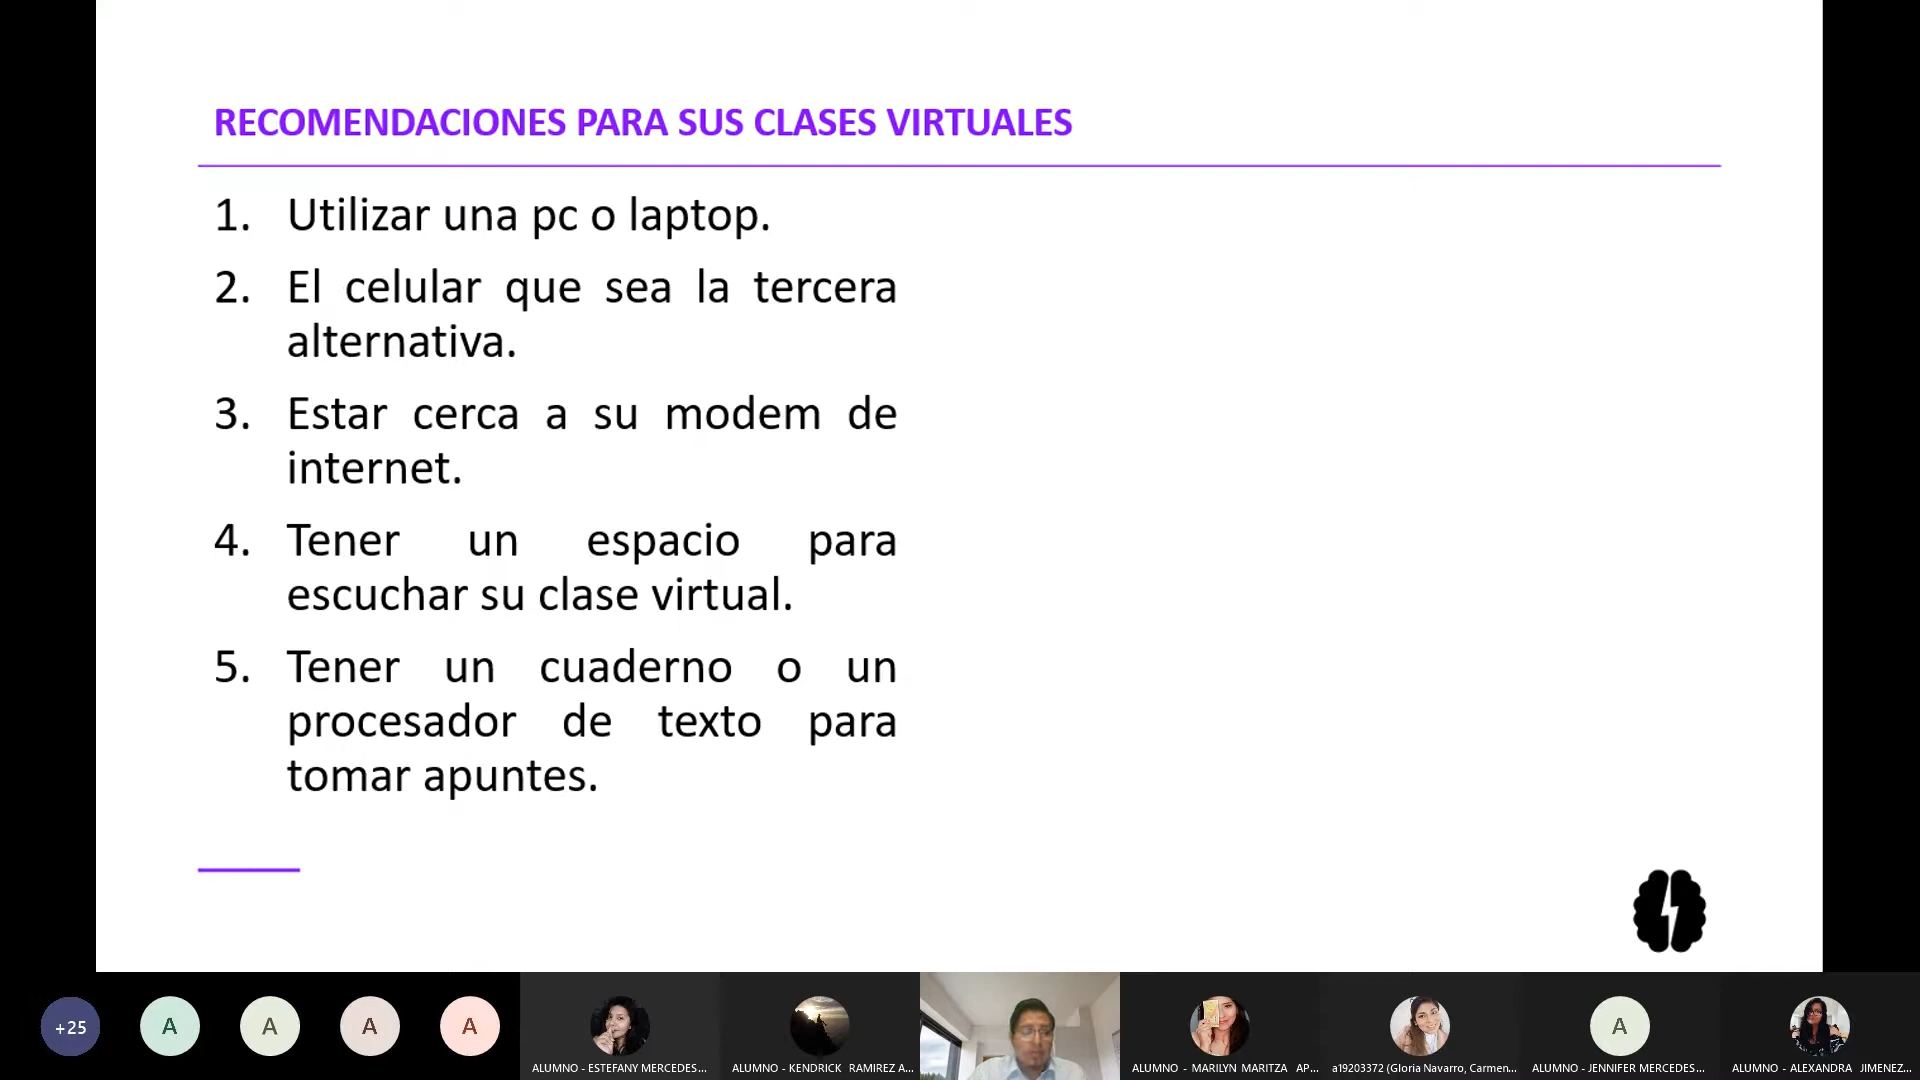 RECOMENDACIONES PARA SUS CLASES VIRTUALES
1. Utilizar una pc o laptop.
2. El celular que sea la tercera
alternativa.
3. Estar cerca a su modem de
internet.
4. Tener un espacio para
escuchar su clase virtual.
5. Tener un cuaderno o un
procesador de texto para
tomar apuntes.
+25 A A A A A
ALUMNO - ESTEFANY MERCEDES... ALUMNO - KENDRICK RAMIREZ A... ALUMNO - MARILYN MARITZA AP... a19203372 (Gloria Navarro, Carmen... ALUMNO - JENNIFER MERCEDES... ALUMNO - ALEXANDRA JIMENEZ...